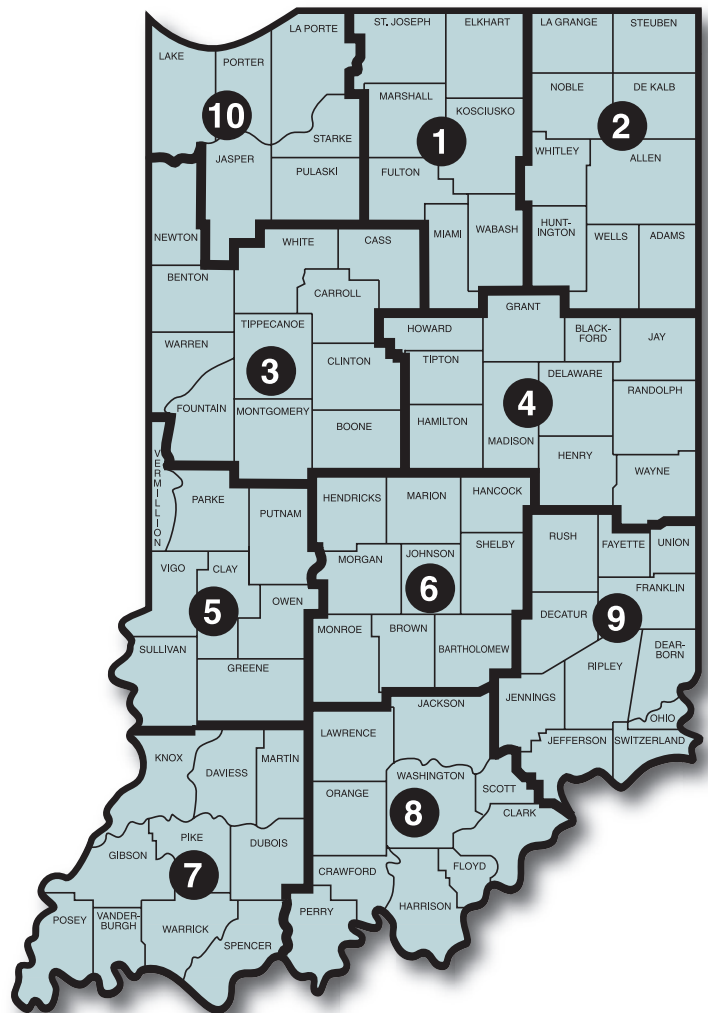 LA PORTE
ST. JOSEPH
ELKHART
LA GRANGE
STEUBEN
LAKE
PORTER
NOBLE
DE KALB
MARSHALL
KOSCIUSKO
10
1
2
STARKE
JASPER
PULASKI
FULTON
WHITLEY
ALLEN
NEWTON
WHITE
CASS
MIAMI
WABASH
HUNT-
INGTON
WELLS
ADAMS
BENTON
CARROLL
GRANT
TIPPECANOE
HOWARD
BLACK-
FORD
JAY
WARREN
3
CLINTON
TIPTON
DELAWARE
RANDOLPH
4
FOUNTAIN
MONTGOMERY
BOONE
HAMILTON
MADISON
HENRY
WAYNE
VERMILLION
PARKE
PUTNAM
HENDRICKS
MARION
HANCOCK
VIGO
CLAY
MORGAN
JOHNSON
SHELBY
RUSH
FAYETTE
UNION
5
OWEN
6
FRANKLIN
9
DECATUR
SULLIVAN
GREENE
MONROE
BROWN
BARTHOLOMEW
RIPLEY
DEAR-
BORN
JENNINGS
JACKSON
OHIO
LAWRENCE
JEFFERSON
SWITZERLAND
KNOX
DAVIESS
MARTIN
ORANGE
WASHINGTON
SCOTT
8
CLARK
GIBSON
PIKE
DUBOIS
7
CRAWFORD
FLOYD
HARRISON
POSEY
VANDER-
BURGH
WARRICK
SPENCER
PERRY